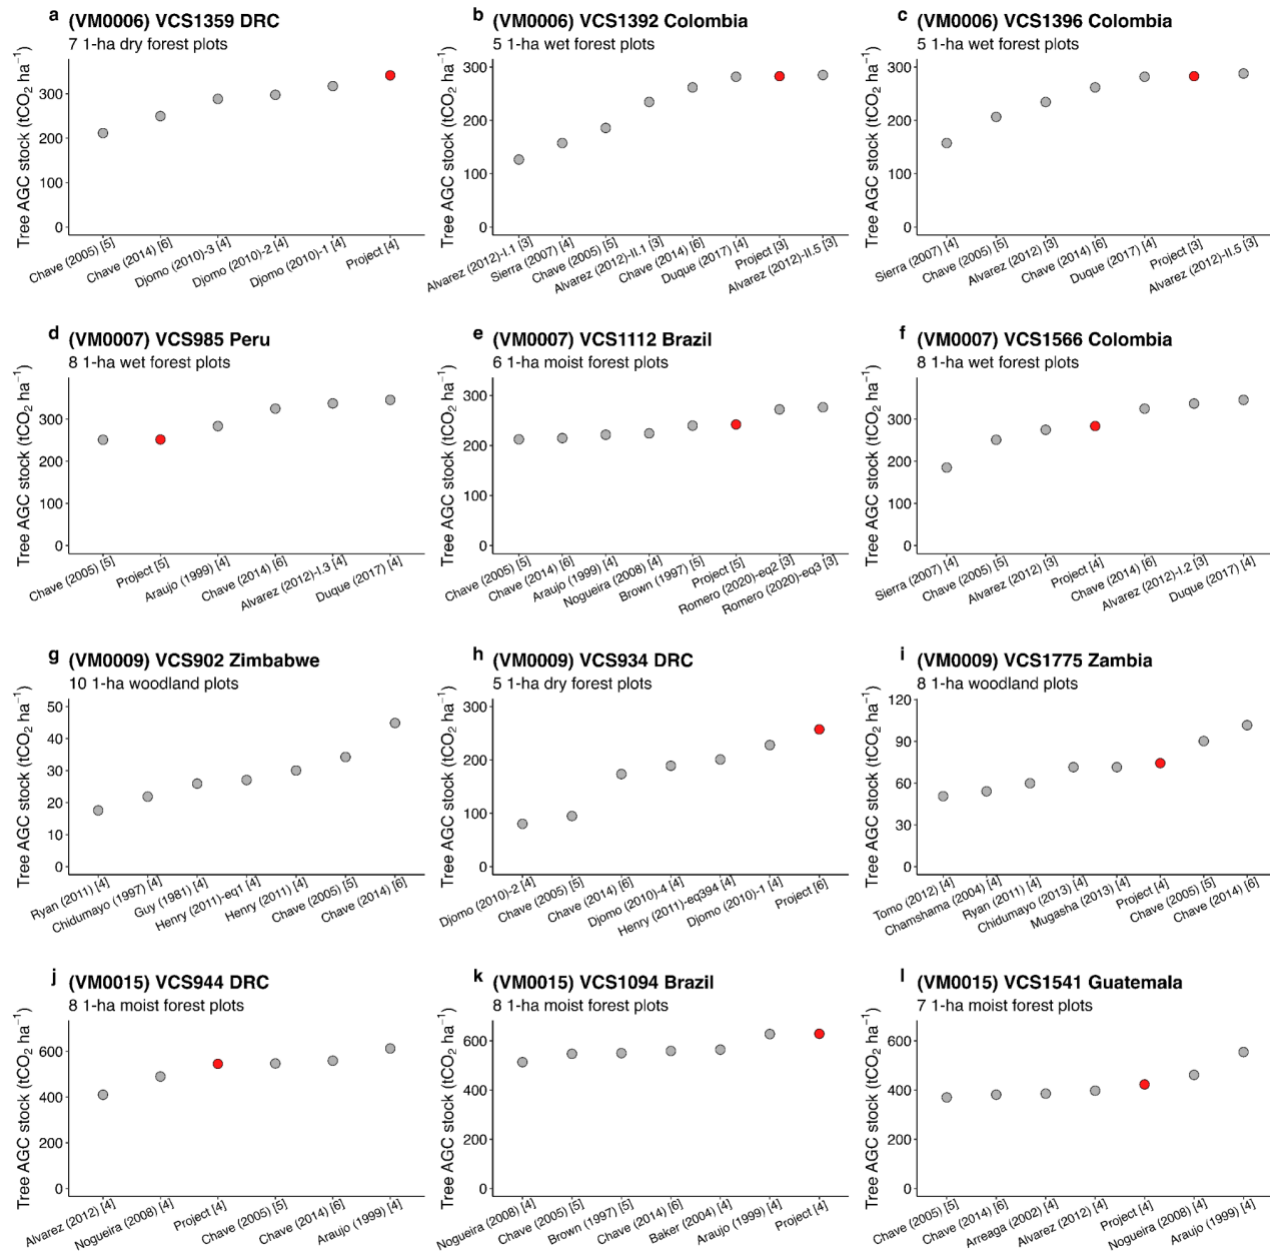 a (VM0006) VCS1359 DRC
7 1-ha dry forest plots
Tree AGC stock (tCO2 ha−1)
300
200
100
0
Chave (2005) [5]
Chave (2014) [6]
Djomo (2010)-3 [4]
Djomo (2010)-2 [4]
Djomo (2010)-1 [4]
Project [4]
b (VM0006) VCS1392 Colombia
5 1-ha wet forest plots
Tree AGC stock (tCO2 ha−1)
300
200
100
0
Alvarez (2012)-I.1 [3]
Sierra (2007) [4]
Chave (2005) [5]
Alvarez (2012)-II.1 [3]
Chave (2014) [6]
Duque (2017) [4]
Project [3]
Alvarez (2012)-II.5 [3]
c (VM0006) VCS1396 Colombia
5 1-ha wet forest plots
Tree AGC stock (tCO2 ha−1)
300
200
100
0
Sierra (2007) [4]
Chave (2005) [5]
Alvarez (2012) [3]
Chave (2014) [6]
Duque (2017) [4]
Project [3]
Alvarez (2012)-II.5 [3]
d (VM0007) VCS985 Peru
8 1-ha wet forest plots
Tree AGC stock (tCO2 ha−1)
300
200
100
0
Chave (2005) [5]
Project [5]
Araujo (1999) [4]
Chave (2014) [6]
Alvarez (2012)-I.3 [4]
Duque (2017) [4]
e (VM0007) VCS1112 Brazil
6 1-ha moist forest plots
Tree AGC stock (tCO2 ha−1)
300
200
100
0
Chave (2005) [5]
Chave (2014) [6]
Araujo (1999) [4]
Nogueira (2008) [4]
Brown (1997) [5]
Project [5]
Romero (2020)-eq2 [3]
Romero (2020)-eq3 [3]
f (VM0007) VCS1566 Colombia
8 1-ha wet forest plots
Tree AGC stock (tCO2 ha−1)
300
200
100
0
Sierra (2007) [4]
Chave (2005) [5]
Alvarez (2012) [3]
Project [4]
Chave (2014) [6]
Alvarez (2012)-I.2 [3]
Duque (2017) [4]
g (VM0009) VCS902 Zimbabwe
10 1-ha woodland plots
Tree AGC stock (tCO2 ha−1)
50
40
30
20
10
0
Ryan (2011) [4]
Chidumayo (1997) [4]
Guy (1981) [4]
Henry (2011)-eq1 [4]
Henry (2011) [4]
Chave (2005) [5]
Chave (2014) [6]
h (VM0009) VCS934 DRC
5 1-ha dry forest plots
Tree AGC stock (tCO2 ha−1)
300
200
100
0
Djomo (2010)-2 [4]
Chave (2005) [5]
Chave (2014) [6]
Djomo (2010)-4 [4]
Henry (2011)-eq394 [4]
Djomo (2010)-1 [4]
Project [6]
i (VM0009) VCS1775 Zambia
8 1-ha woodland plots
Tree AGC stock (tCO2 ha−1)
120
90
60
30
0
Tomo (2012) [4]
Chamshama (2004) [4]
Ryan (2011) [4]
Chidumayo (2013) [4]
Mugasha (2013) [4]
Project [4]
Chave (2005) [5]
Chave (2014) [6]
j (VM0015) VCS944 DRC
8 1-ha moist forest plots
Tree AGC stock (tCO2 ha−1)
600
400
200
0
Alvarez (2012) [4]
Nogueira (2008) [4]
Project [4]
Chave (2005) [5]
Chave (2014) [6]
Araujo (1999) [4]
k (VM0015) VCS1094 Brazil
8 1-ha moist forest plots
Tree AGC stock (tCO2 ha−1)
600
400
200
0
Nogueira (2008) [4]
Chave (2005) [5]
Brown (1997) [5]
Chave (2014) [6]
Baker (2004) [4]
Araujo (1999) [4]
Project [4]
l (VM0015) VCS1541 Guatemala
7 1-ha moist forest plots
Tree AGC stock (tCO2 ha−1)
600
400
200
0
Chave (2005) [5]
Chave (2014) [6]
Arreaga (2002) [4]
Alvarez (2012) [4]
Project [4]
Nogueira (2008) [4]
Araujo (1999) [4]